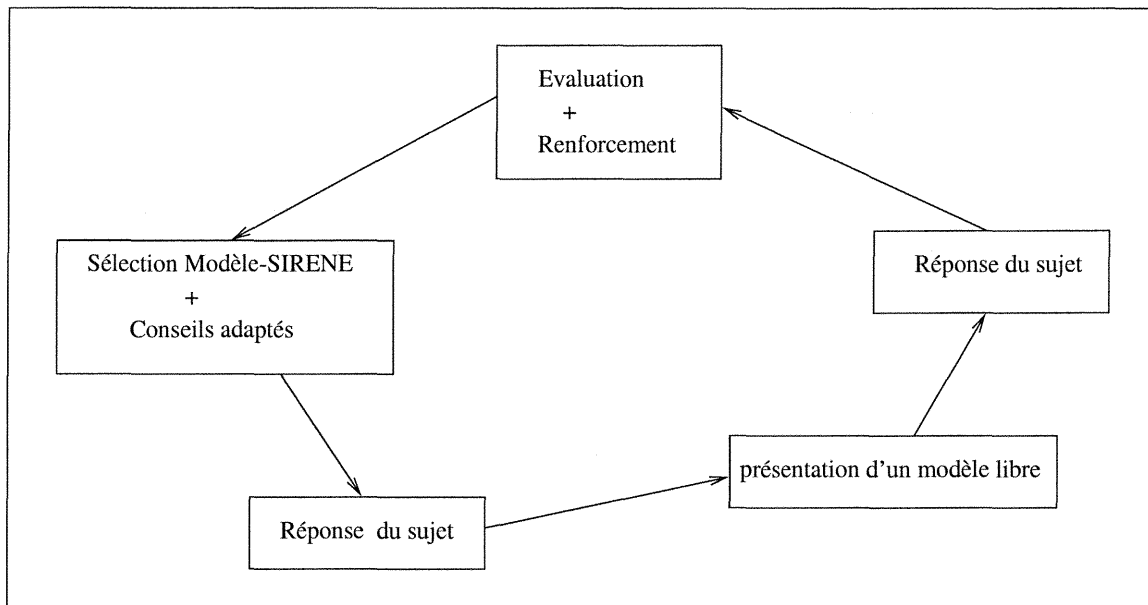 Evaluation
+
Renforcement
Sélection Modèle-SIRENE
+
Conseils adaptés
Réponse du sujet
présentation d'un modèle libre
Réponse du sujet